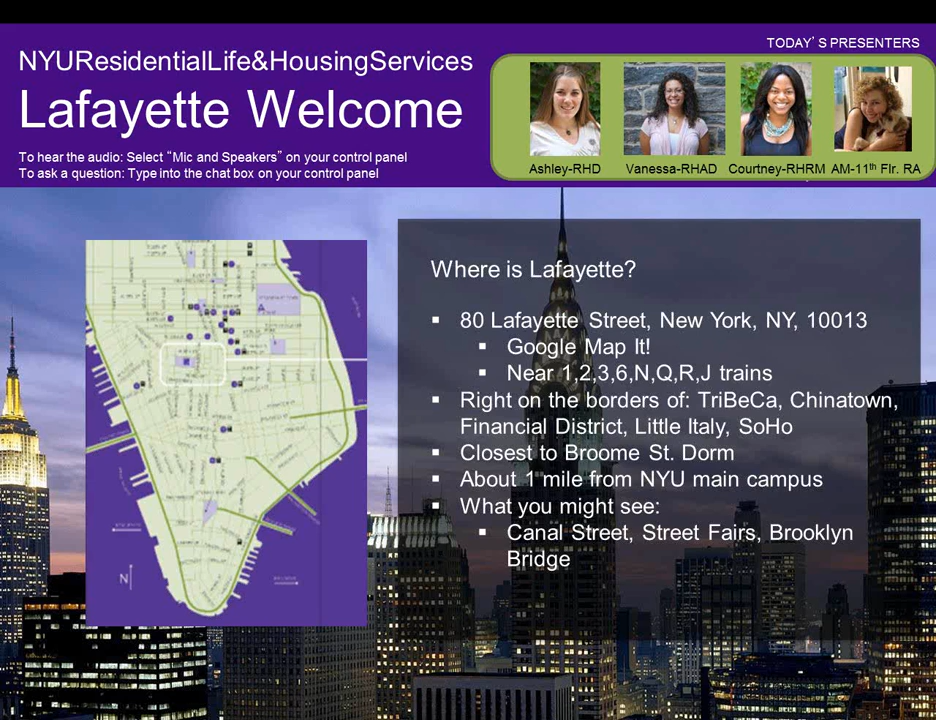 TODAY’S PRESENTERS
NYUResidentialLife&HousingServices
Lafayette Welcome
To hear the audio: Select “Mic and Speakers” on your control panel
To ask a question: Type into the chat box on your control panel
Ashley-RHD Vanessa-RHAD Courtney-RHRM AM-11th Flr. RA
Where is Lafayette?
▪ 80 Lafayette Street, New York, NY, 10013
▪ Google Map It!
▪ Near 1,2,3,6,N,Q,R,J trains
▪ Right on the borders of: TriBeCa, Chinatown,
Financial District, Little Italy, SoHo
▪ Closest to Broome St. Dorm
▪ About 1 mile from NYU main campus
▪ What you might see:
▪ Canal Street, Street Fairs, Brooklyn
Bridge
N